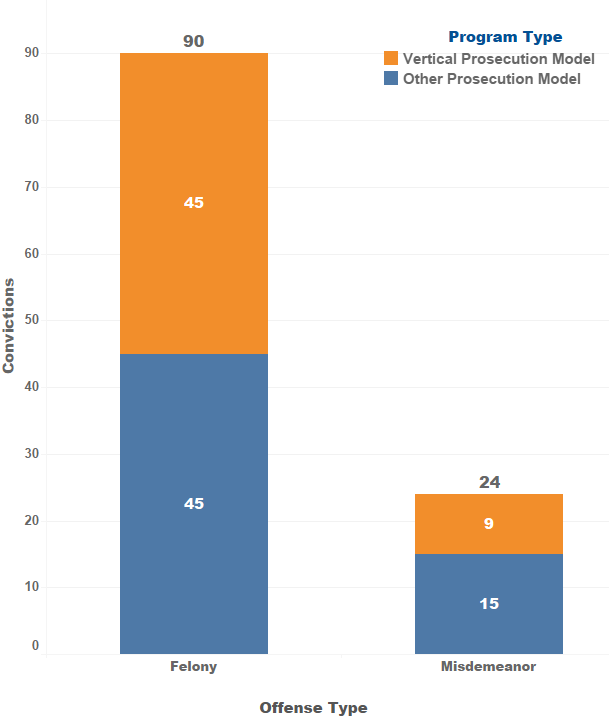 90
Program Type
Vertical Prosecution Model
Other Prosecution Model
90
80
70
60
50
40
30
20
10
0
Convictions
45
45
24
9
15
Felony
Misdemeanor
Offense Type